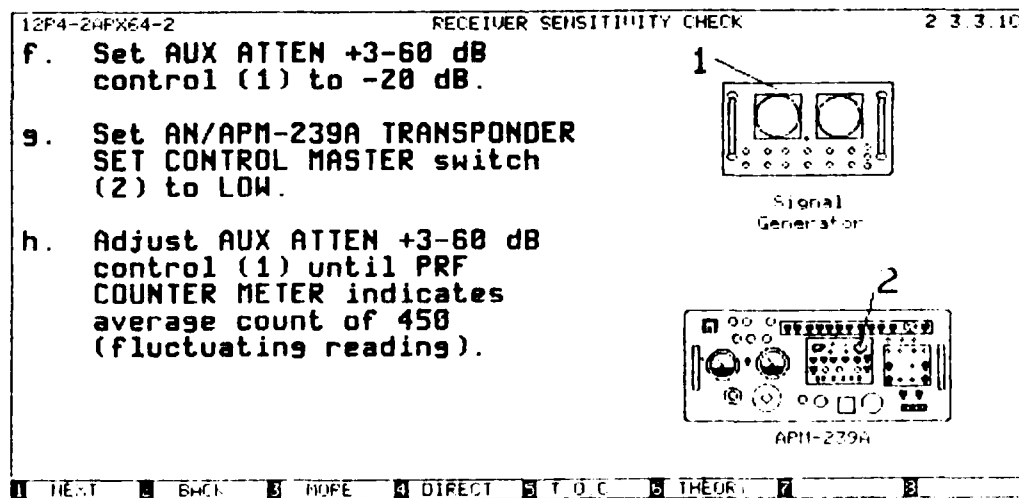 12P4-2APX64-2 RECEIVER SENSITIVITY CHECK 2 3.3.10
f. Set AUX ATTEN +3-60 dB
control (1) to -20 dB.
g. Set AN/APM-239A TRANSPONDER
SET CONTROL MASTER switch
(2) to LOW.
h. Adjust AUX ATTEN +3-60 dB
control (1) until PRF
COUNTER METER indicates
average count of 450
(fluctuating reading).
1
Signal
Generator
2
APM-239A
1 NEXT 2 BACK 3 MORE 4 DIRECT 5 T O C 6 THEORY 7 8